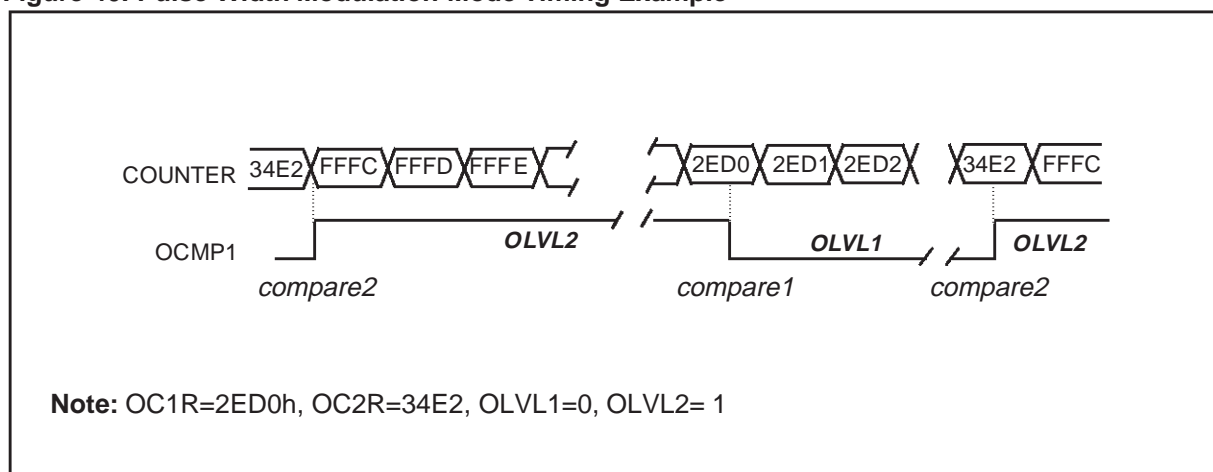 COUNTER 34E2 FFFC FFFD FFFE 2ED0 2ED1 2ED2 34E2 FFFC
OCMP1 OLVL2 OLVL1 OLVL2
compare2 compare1 compare2
Note: OC1R=2ED0h, OC2R=34E2, OLVL1=0, OLVL2= 1